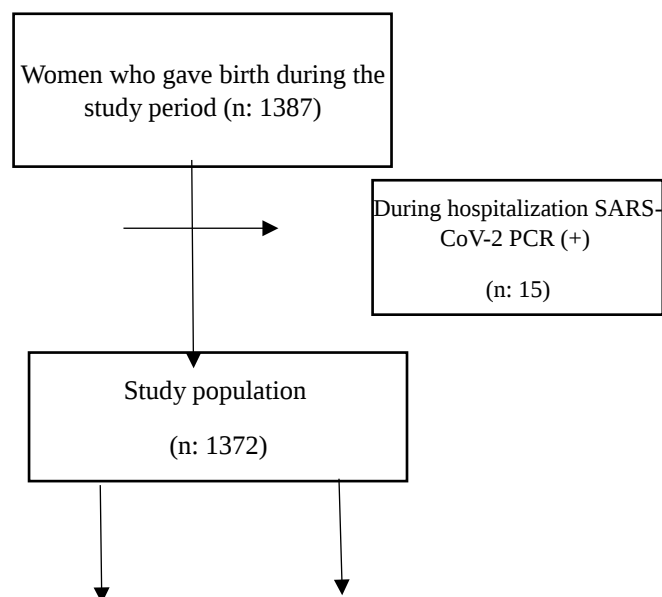 Women who gave birth during the
study period (n: 1387)
During hospitalization SARS-
CoV-2 PCR (+)
(n: 15)
Study population
(n: 1372)